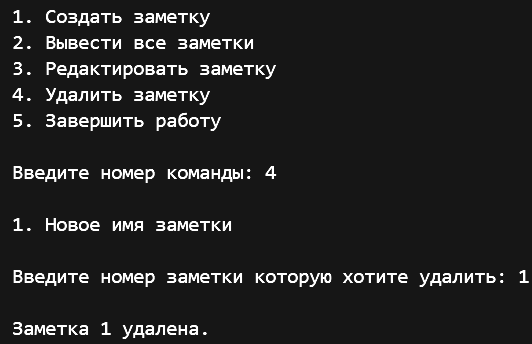 1. Создать заметку
2. Вывести все заметки
3. Редактировать заметку
4. Удалить заметку
5. Завершить работу
Введите номер команды: 4
1. Новое имя заметки
Введите номер заметки которую хотите удалить: 1
Заметка 1 удалена.